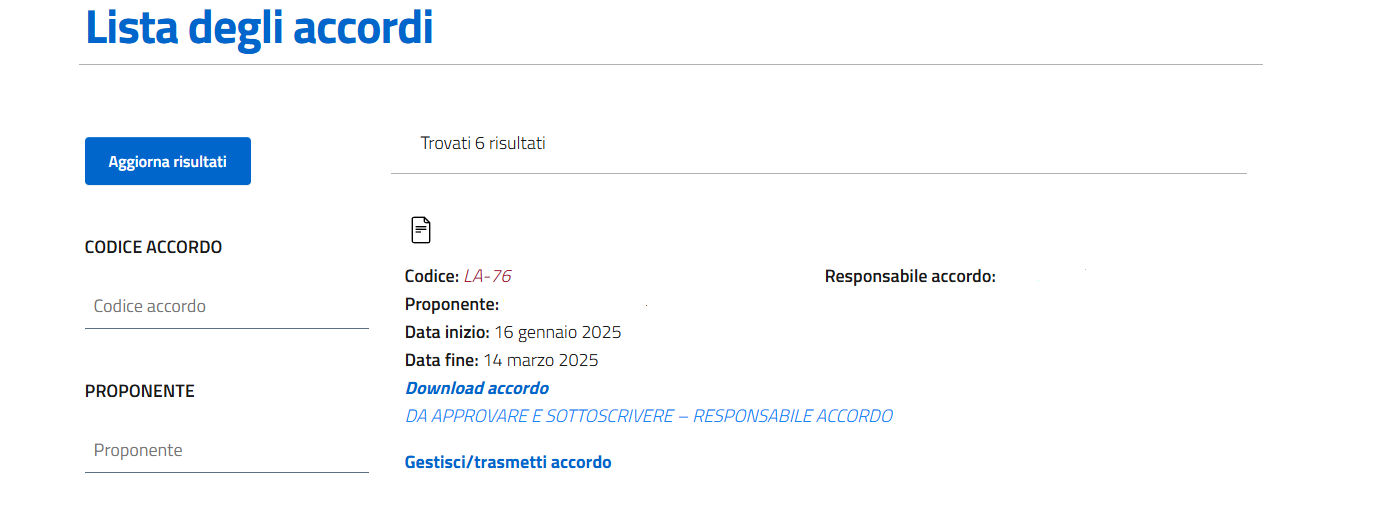 Lista degli accordi
Aggiorna risultati
CODICE ACCORDO
Codice accordo
PROPONENTE
Proponente
Trovati 6 risultati
Codice: LA-76
Responsabile accordo:
Proponente:
Data inizio: 16 gennaio 2025
Data fine: 14 marzo 2025
Download accordo
DA APPROVARE E SOTTOSCRIVERE – RESPONSABILE ACCORDO
Gestisci/trasmetti accordo